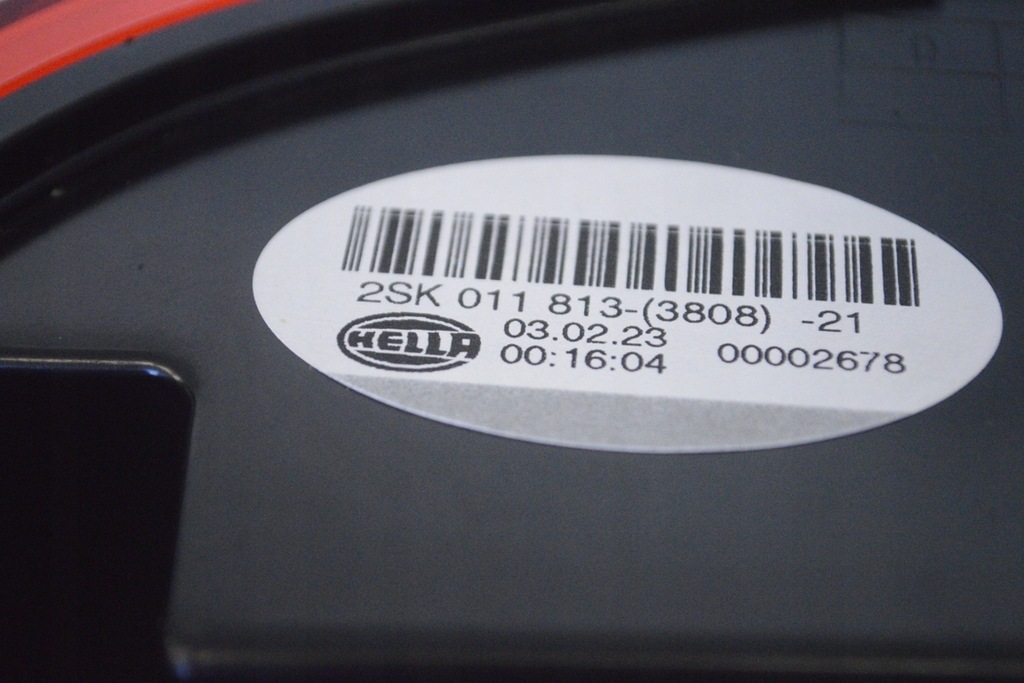 2SK 011 813-(3808) -21
HELLA 03.02.23
00:16:04 00002678